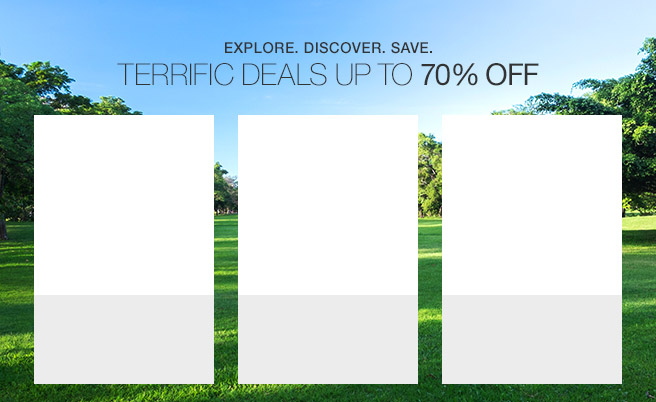 EXPLORE. DISCOVER. SAVE.
TERRIFIC DEALS UP TO 70% OFF